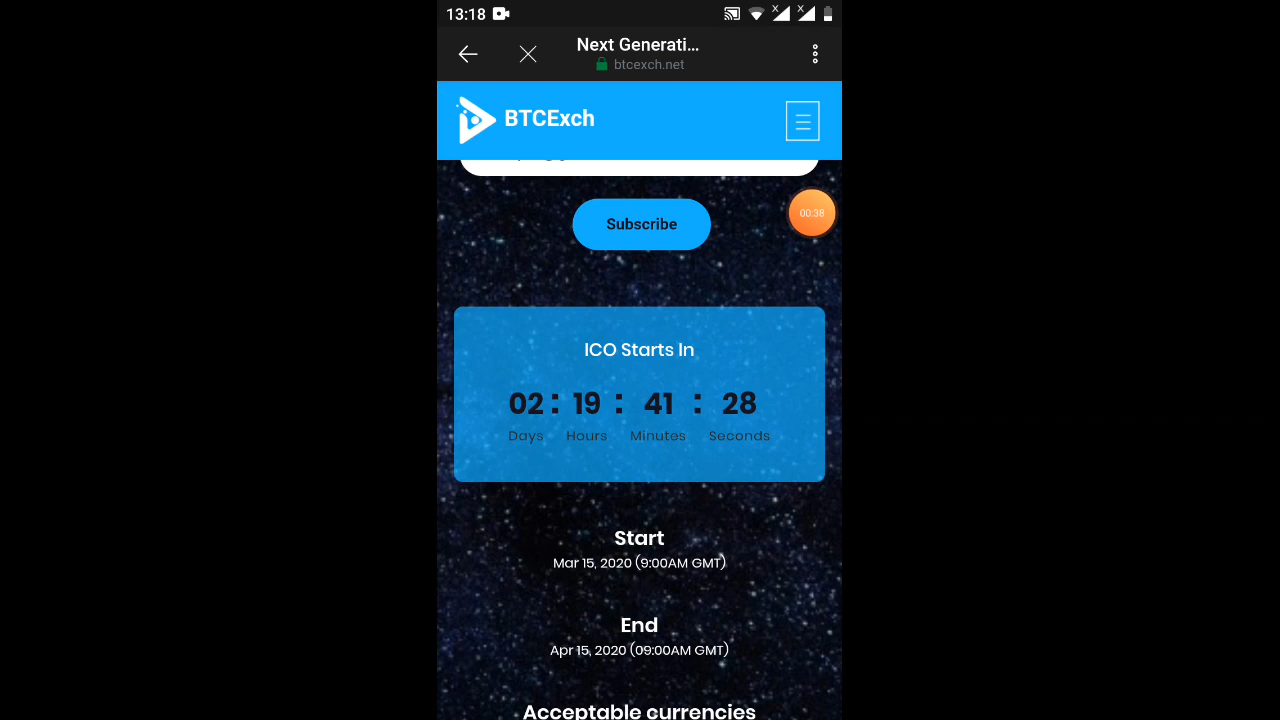 13:18
Next Generati...
btcexch.net
BTCExch
Subscribe
00:38
ICO Starts In
02 : 19 : 41 : 28
Days Hours Minutes Seconds
Start
Mar 15, 2020 (9:00AM GMT)
End
Apr 15, 2020 (09:00AM GMT)
Acceptable currencies